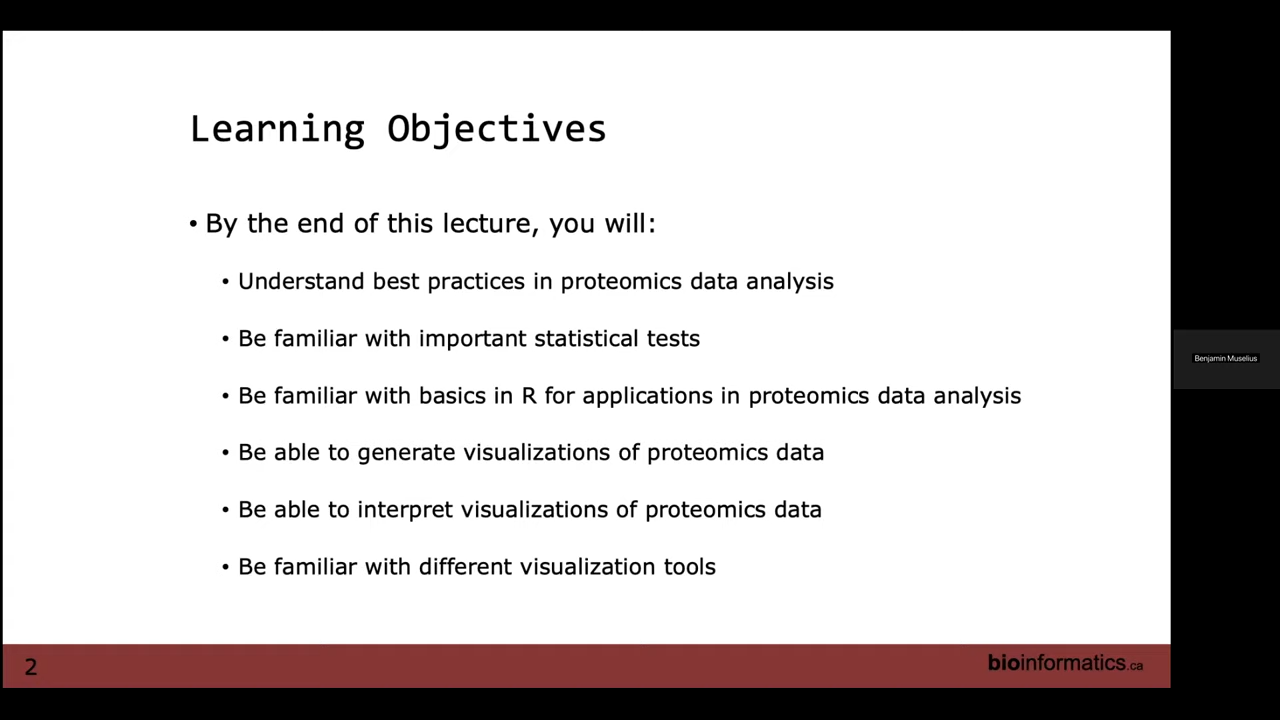 Learning Objectives
• By the end of this lecture, you will:
• Understand best practices in proteomics data analysis
• Be familiar with important statistical tests
• Be familiar with basics in R for applications in proteomics data analysis
• Be able to generate visualizations of proteomics data
• Be able to interpret visualizations of proteomics data
• Be familiar with different visualization tools
Benjamin Muselius
2
bioinformatics.ca